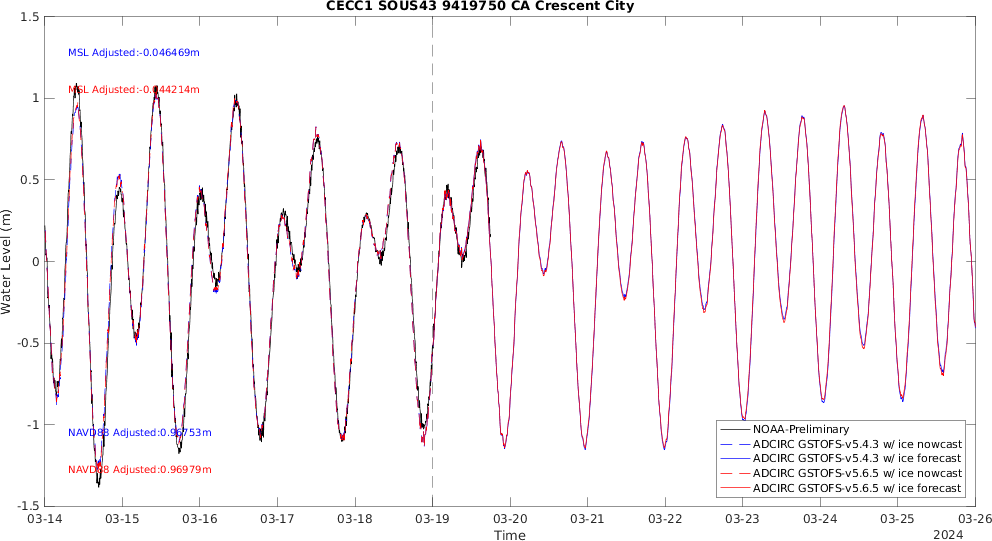 CECC1 SOUS43 9419750 CA Crescent City
1.5
MSL Adjusted:-0.046469m
1
MSL Adjusted:-0.044214m
0.5
Water Level (m)
0
-0.5
-1
NAVD88 Adjusted:0.96753m
NAVD88 Adjusted:0.96979m
-1.5
NOAA-Preliminary
ADCIRC GSTOFS-v5.4.3 w/ ice nowcast
ADCIRC GSTOFS-v5.4.3 w/ ice forecast
ADCIRC GSTOFS-v5.6.5 w/ ice nowcast
ADCIRC GSTOFS-v5.6.5 w/ ice forecast
03-14 03-15 03-16 03-17 03-18 03-19 03-20 03-21 03-22 03-23 03-24 03-25 03-26
Time
2024